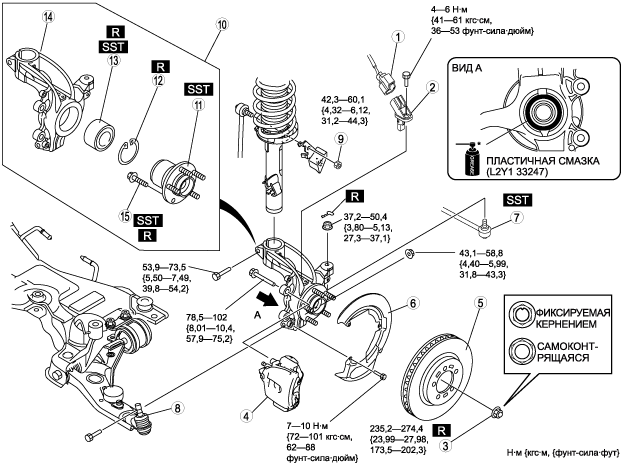 14
R
SST
13
10
R
12
SST
11
15
SST
R
1
4—6 Н·м
{41—61 кгс·см,
36—53 фунт-сила·дюйм}
2
42,3—60,1
{4,32—6,12,
31,2—44,3}
9
ВИД А
GREASE
*
ПЛАСТИЧНАЯ СМАЗКА
(L2Y1 33247)
R
37,2—50,4
{3,80—5,13,
27,3—37,1}
SST
7
43,1—58,8
{4,40—5,99,
31,8—43,3}
53,9—73,5
{5,50—7,49,
39,8—54,2}
78,5—102
{8,01—10,4,
57,9—75,2}
А
6
5
ФИКСИРУЕМАЯ
КЕРНЕНИЕМ
САМОКОНТ-
РЯЩАЯСЯ
8
4
7—10 Н·м
{72—101 кгс·см,
62—88
фунт-сила·дюйм}
235,2—274,4
{23,99—27,98,
173,5—202,3}
R
3
Н·м {кгс·м, {фунт-сила·фут}